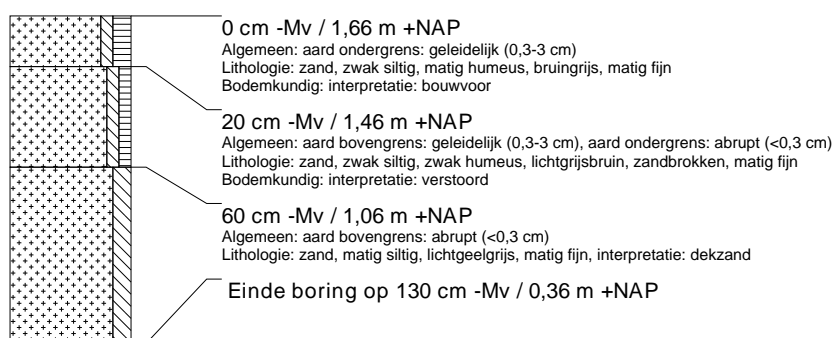 0 cm -Mv / 1,66 m +NAP
Algemeen: aard ondergrens: geleidelijk (0,3-3 cm)
Lithologie: zand, zwak siltig, matig humeus, bruingrijs, matig fijn
Bodemkundig: interpretatie: bouwvoor
20 cm -Mv / 1,46 m +NAP
Algemeen: aard bovengrens: geleidelijk (0,3-3 cm), aard ondergrens: abrupt (<0,3 cm)
Lithologie: zand, zwak siltig, zwak humeus, lichtgrijsbruin, zandbrokken, matig fijn
Bodemkundig: interpretatie: verstoord
60 cm -Mv / 1,06 m +NAP
Algemeen: aard bovengrens: abrupt (<0,3 cm)
Lithologie: zand, matig siltig, lichtgeelgrijs, matig fijn, interpretatie: dekzand
Einde boring op 130 cm -Mv / 0,36 m +NAP